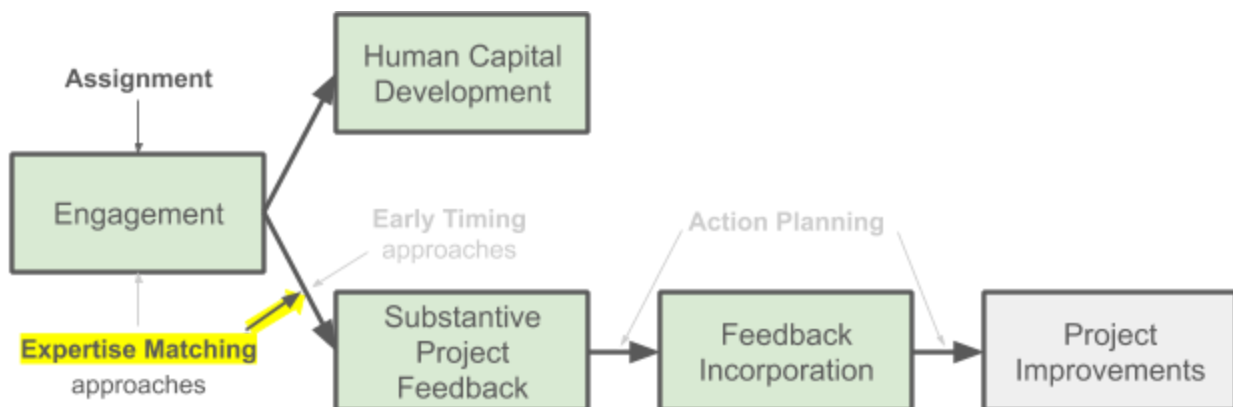 Human Capital
Development
Assignment
Engagement
Early Timing
approaches
Action Planning
Expertise Matching
approaches
Substantive
Project
Feedback
Feedback
Incorporation
Project
Improvements